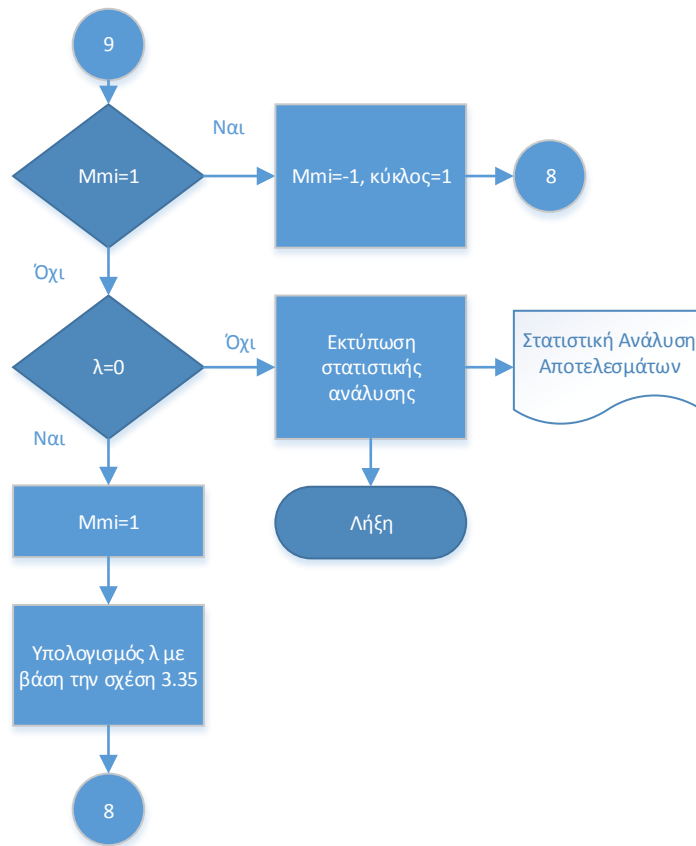 9
Mmi=1
Ναι
Mmi=-1, κύκλος=1
8
Όχι
λ=0
Όχι
Εκτύπωση
στατιστικής
ανάλυσης
Στατιστική Ανάλυση
Αποτελεσμάτων
Ναι
Mmi=1
Λήξη
Υπολογισμός λ με
βάση την σχέση 3.35
8